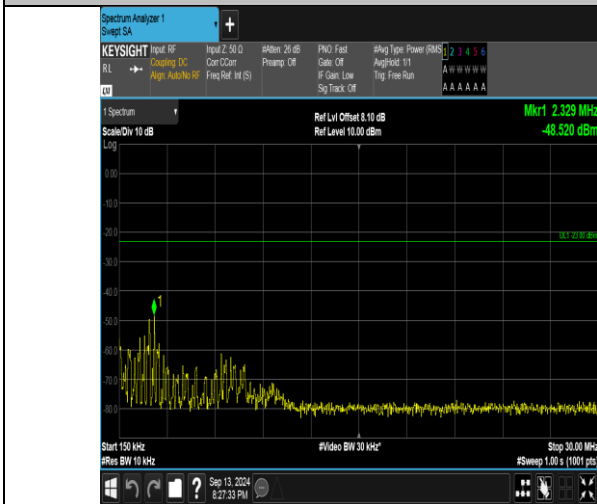 Spectrum Analyzer 1
Swept SA
+
KEYSIGHT
RL
Input: RF
Coupling: DC
Align: Auto/No RF
Input Z: 50 Ω
Corr CCorr
Freq Ref: Int (S)
#Atten: 26 dB
Preamp: Off
PNO: Fast
Gate: Off
IF Gain: Low
Sig Track: Off
#Avg Type: Power (RMS)
Avg|Hold: 1/1
Trig: Free Run
1 2 3 4 5 6
A W W W W W
A A A A A A
1 Spectrum
Scale/Div 10 dB
Log
Ref Lvl Offset 8.10 dB
Ref Level 10.00 dBm
Mkr1 2.329 MHz
-48.520 dBm
0.00
-10.0
-20.0
DL1 -23.00 dBm
-30.0
-40.0
1
-50.0
-60.0
-70.0
-80.0
Start 150 kHz
#Res BW 10 kHz
#Video BW 30 kHz*
Stop 30.00 MHz
#Sweep 1.00 s (1001 pts)
?
Sep 13, 2024
8:27:33 PM